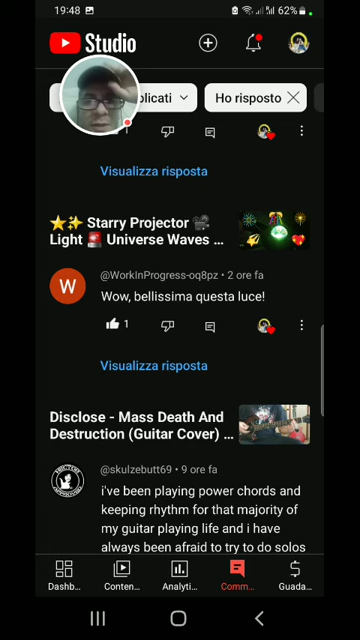 19:48
62%
Studio
blicati
Ho risposto
1
Visualizza risposta
Starry Projector
Light Universe Waves ...
@WorkInProgress-oq8pz • 2 ore fa
W
Wow, bellissima questa luce!
1
Visualizza risposta
Disclose - Mass Death And
Destruction (Guitar Cover) ...
@skulzebutt69 • 9 ore fa
i've been playing power chords and
keeping rhythm for that majority of
my guitar playing life and i have
always been afraid to try to do solos
Dashb... Conten... Analyti... Comm... Guada...